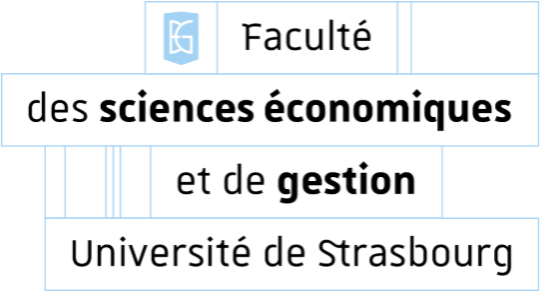 Faculté
des sciences économiques
et de gestion
Université de Strasbourg